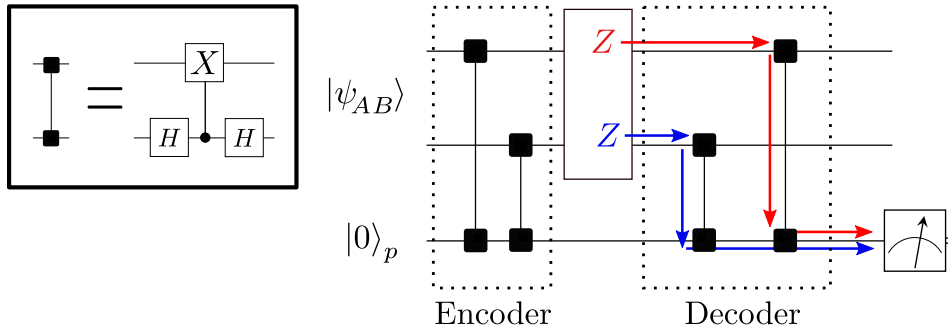 X
=
H
H
Z
|ψ_AB⟩
Z
|0⟩_p
Encoder
Decoder